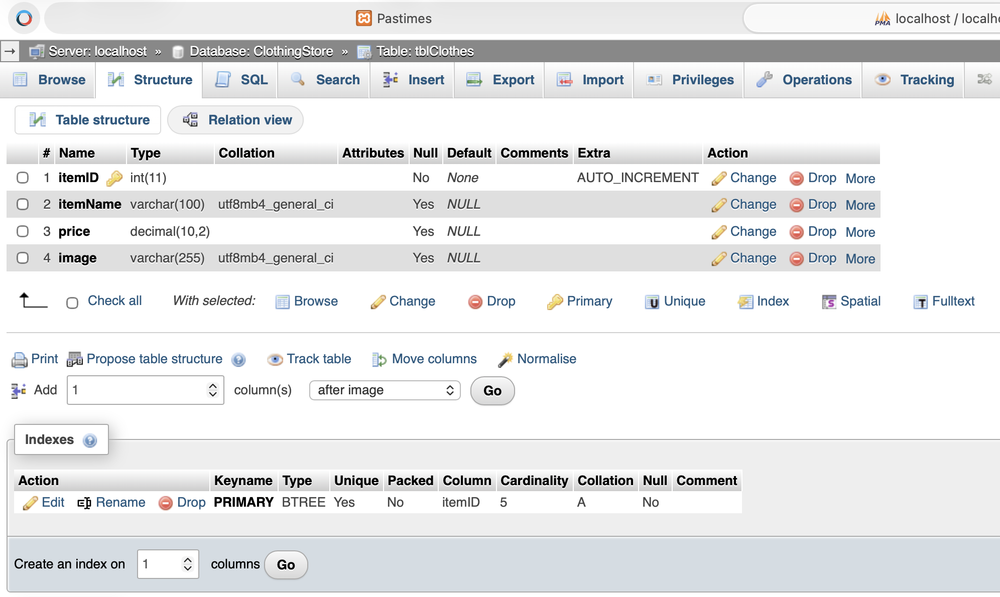 Pastimes
PMA localhost / localh
→ Server: localhost » Database: ClothingStore » Table: tblClothes
Browse Structure SQL Search Insert Export Import Privileges Operations Tracking
Table structure Relation view
# Name Type Collation Attributes Null Default Comments Extra Action
1 itemID int(11) No None AUTO_INCREMENT Change Drop More
2 itemName varchar(100) utf8mb4_general_ci Yes NULL Change Drop More
3 price decimal(10,2) Yes NULL Change Drop More
4 image varchar(255) utf8mb4_general_ci Yes NULL Change Drop More
Check all With selected: Browse Change Drop Primary Unique Index Spatial Fulltext
Print Propose table structure Track table Move columns Normalise
Add 1 column(s) after image Go
Indexes
Action Keyname Type Unique Packed Column Cardinality Collation Null Comment
Edit Rename Drop PRIMARY BTREE Yes No itemID 5 A No
Create an index on 1 columns Go